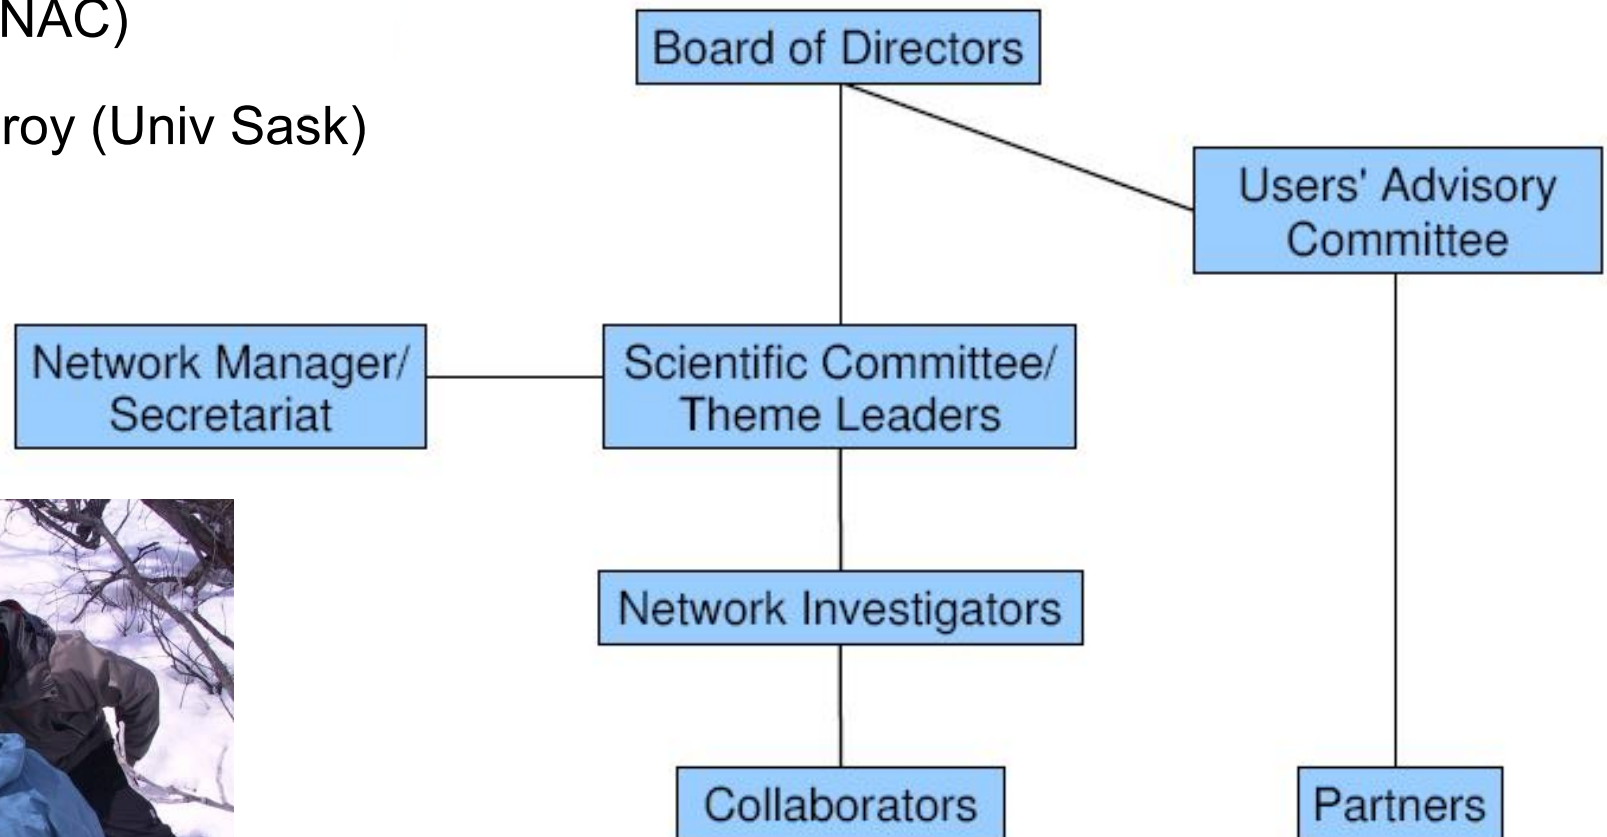 NAC)
roy (Univ Sask)
Board of Directors
Users' Advisory
Committee
Network Manager/
Secretariat
Scientific Committee/
Theme Leaders
Network Investigators
Collaborators
Partners